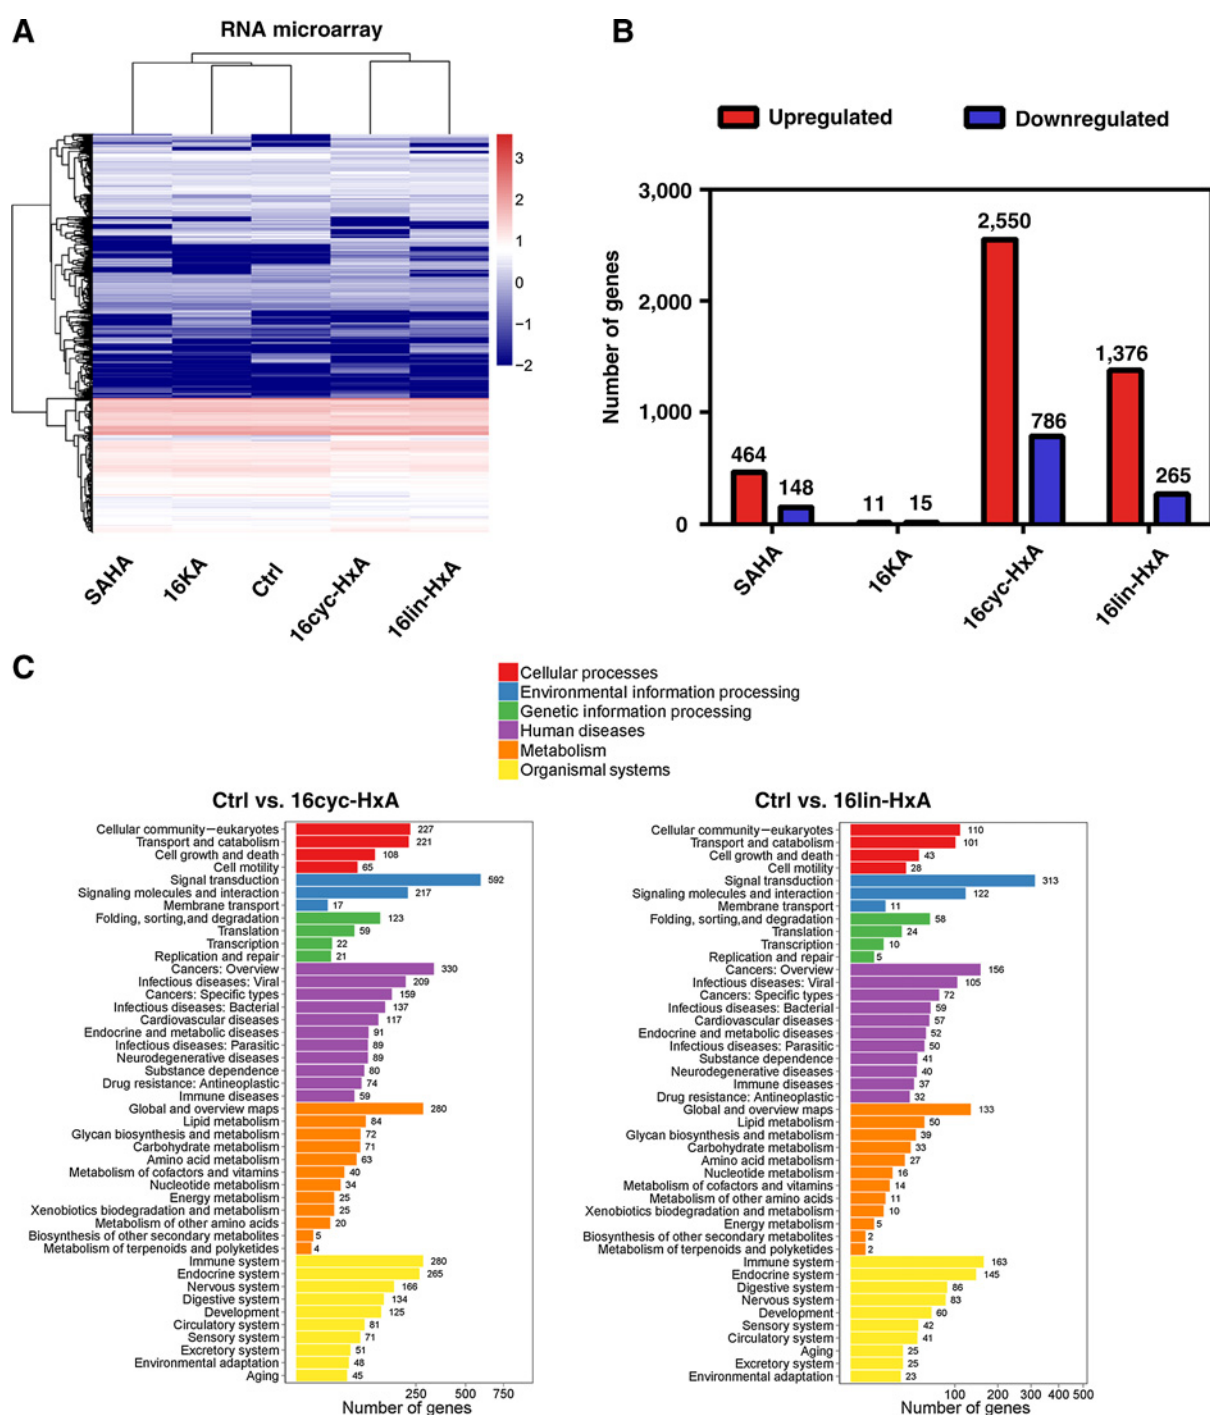 A
RNA microarray
3
2
1
0
−1
−2
SAHA
16KA
Ctrl
16cyc-HxA
16lin-HxA
B
Upregulated
Downregulated
Number of genes
3,000
2,000
1,000
0
464
148
11
15
2,550
786
1,376
265
SAHA
16KA
16cyc-HxA
16lin-HxA
C
Cellular processes
Environmental information processing
Genetic information processing
Human diseases
Metabolism
Organismal systems
Ctrl vs. 16cyc-HxA
Cellular community−eukaryotes 227
Transport and catabolism 221
Cell growth and death 108
Cell motility 65
Signal transduction 592
Signaling molecules and interaction 217
Membrane transport 17
Folding, sorting,and degradation 123
Translation 59
Transcription 22
Replication and repair 21
Cancers: Overview 330
Infectious diseases: Viral 209
Cancers: Specific types 159
Infectious diseases: Bacterial 137
Cardiovascular diseases 117
Endocrine and metabolic diseases 91
Infectious diseases: Parasitic 89
Neurodegenerative diseases 89
Substance dependence 80
Drug resistance: Antineoplastic 74
Immune diseases 59
Global and overview maps 280
Lipid metabolism 84
Glycan biosynthesis and metabolism 72
Carbohydrate metabolism 71
Amino acid metabolism 63
Metabolism of cofactors and vitamins 40
Nucleotide metabolism 34
Energy metabolism 25
Xenobiotics biodegradation and metabolism 25
Metabolism of other amino acids 20
Biosynthesis of other secondary metabolites 5
Metabolism of terpenoids and polyketides 4
Immune system 280
Endocrine system 265
Nervous system 166
Digestive system 134
Development 125
Circulatory system 81
Sensory system 71
Excretory system 51
Environmental adaptation 48
Aging 45
250 500 750
Number of genes
Ctrl vs. 16lin-HxA
Cellular community−eukaryotes 110
Transport and catabolism 101
Cell growth and death 43
Cell motility 28
Signal transduction 313
Signaling molecules and interaction 122
Membrane transport 11
Folding, sorting,and degradation 58
Translation 24
Transcription 10
Replication and repair 5
Cancers: Overview 156
Infectious diseases: Viral 105
Cancers: Specific types 72
Infectious diseases: Bacterial 59
Cardiovascular diseases 57
Endocrine and metabolic diseases 52
Infectious diseases: Parasitic 50
Substance dependence 41
Neurodegenerative diseases 40
Immune diseases 37
Drug resistance: Antineoplastic 32
Global and overview maps 133
Lipid metabolism 50
Glycan biosynthesis and metabolism 39
Carbohydrate metabolism 33
Amino acid metabolism 27
Nucleotide metabolism 16
Metabolism of cofactors and vitamins 14
Metabolism of other amino acids 11
Xenobiotics biodegradation and metabolism 10
Energy metabolism 5
Biosynthesis of other secondary metabolites 2
Metabolism of terpenoids and polyketides 2
Immune system 163
Endocrine system 145
Digestive system 86
Nervous system 83
Development 60
Sensory system 42
Circulatory system 41
Aging 25
Excretory system 25
Environmental adaptation 23
100 200 300 400 500
Number of genes